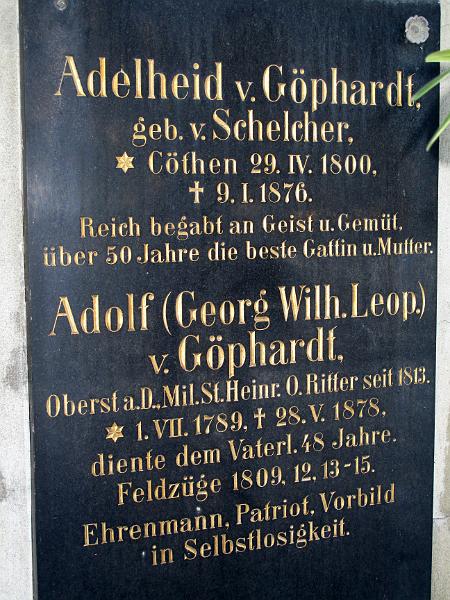 Adelheid v. Göphardt,
geb. v. Schelcher,
* Cöthen 29. IV. 1800,
† 9. I. 1876.
Reich begabt an Geist u. Gemüt,
über 50 Jahre die beste Gattin u. Mutter.
Adolf (Georg Wilh. Leop.)
v. Göphardt,
Oberst a. D., Mil. St. Heinr. O. Ritter seit 1813.
* 1. VII. 1789, † 28. V. 1878,
diente dem Vaterl. 48 Jahre.
Feldzüge 1809, 12, 13-15.
Ehrenmann, Patriot, Vorbild
in Selbstlosigkeit.